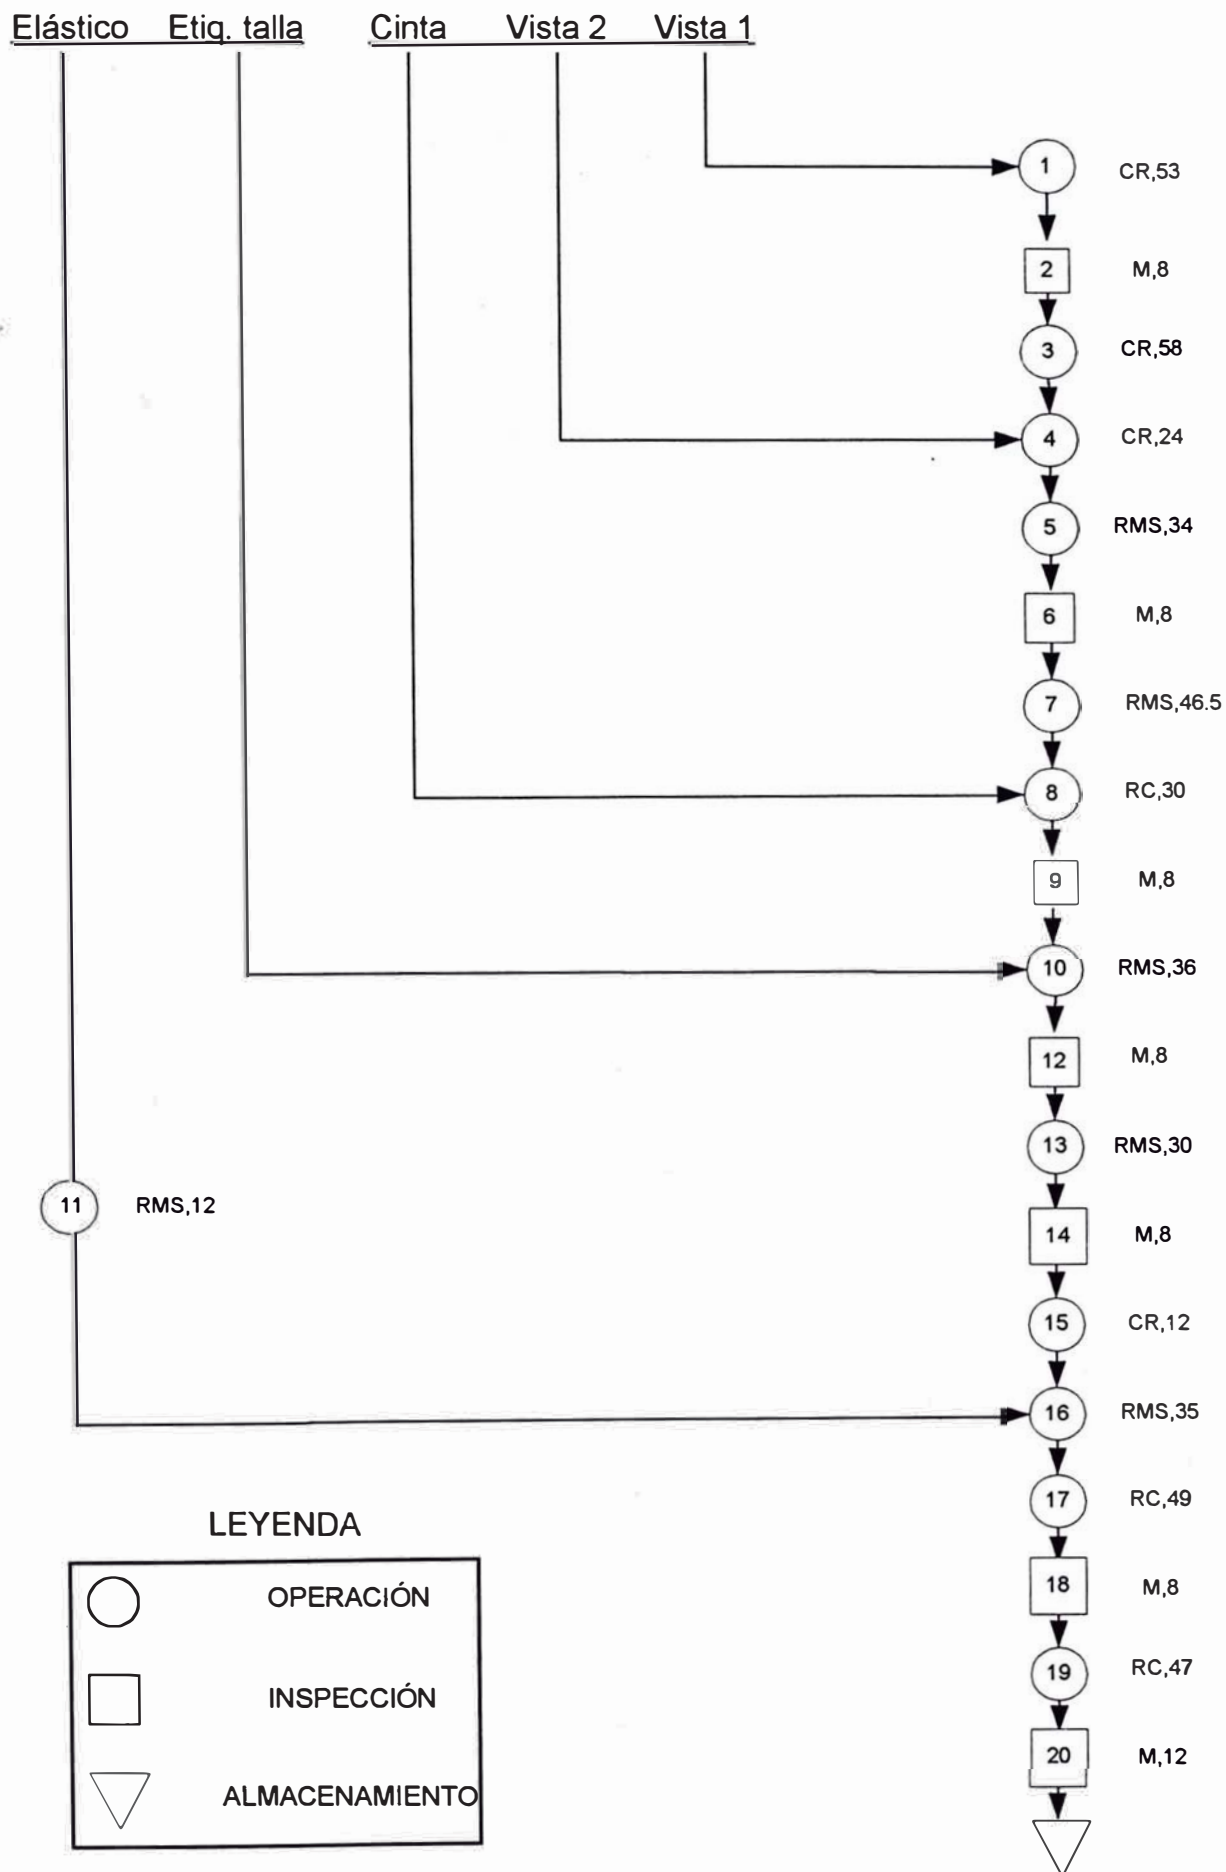 Elástico Etiq. talla Cinta Vista 2 Vista 1
1 CR,53
2 M,8
3 CR,58
4 CR,24
5 RMS,34
6 M,8
7 RMS,46.5
8 RC,30
9 M,8
10 RMS,36
12 M,8
13 RMS,30
11 RMS,12
14 M,8
15 CR,12
16 RMS,35
17 RC,49
18 M,8
19 RC,47
20 M,12
LEYENDA
OPERACIÓN
INSPECCIÓN
ALMACENAMIENTO